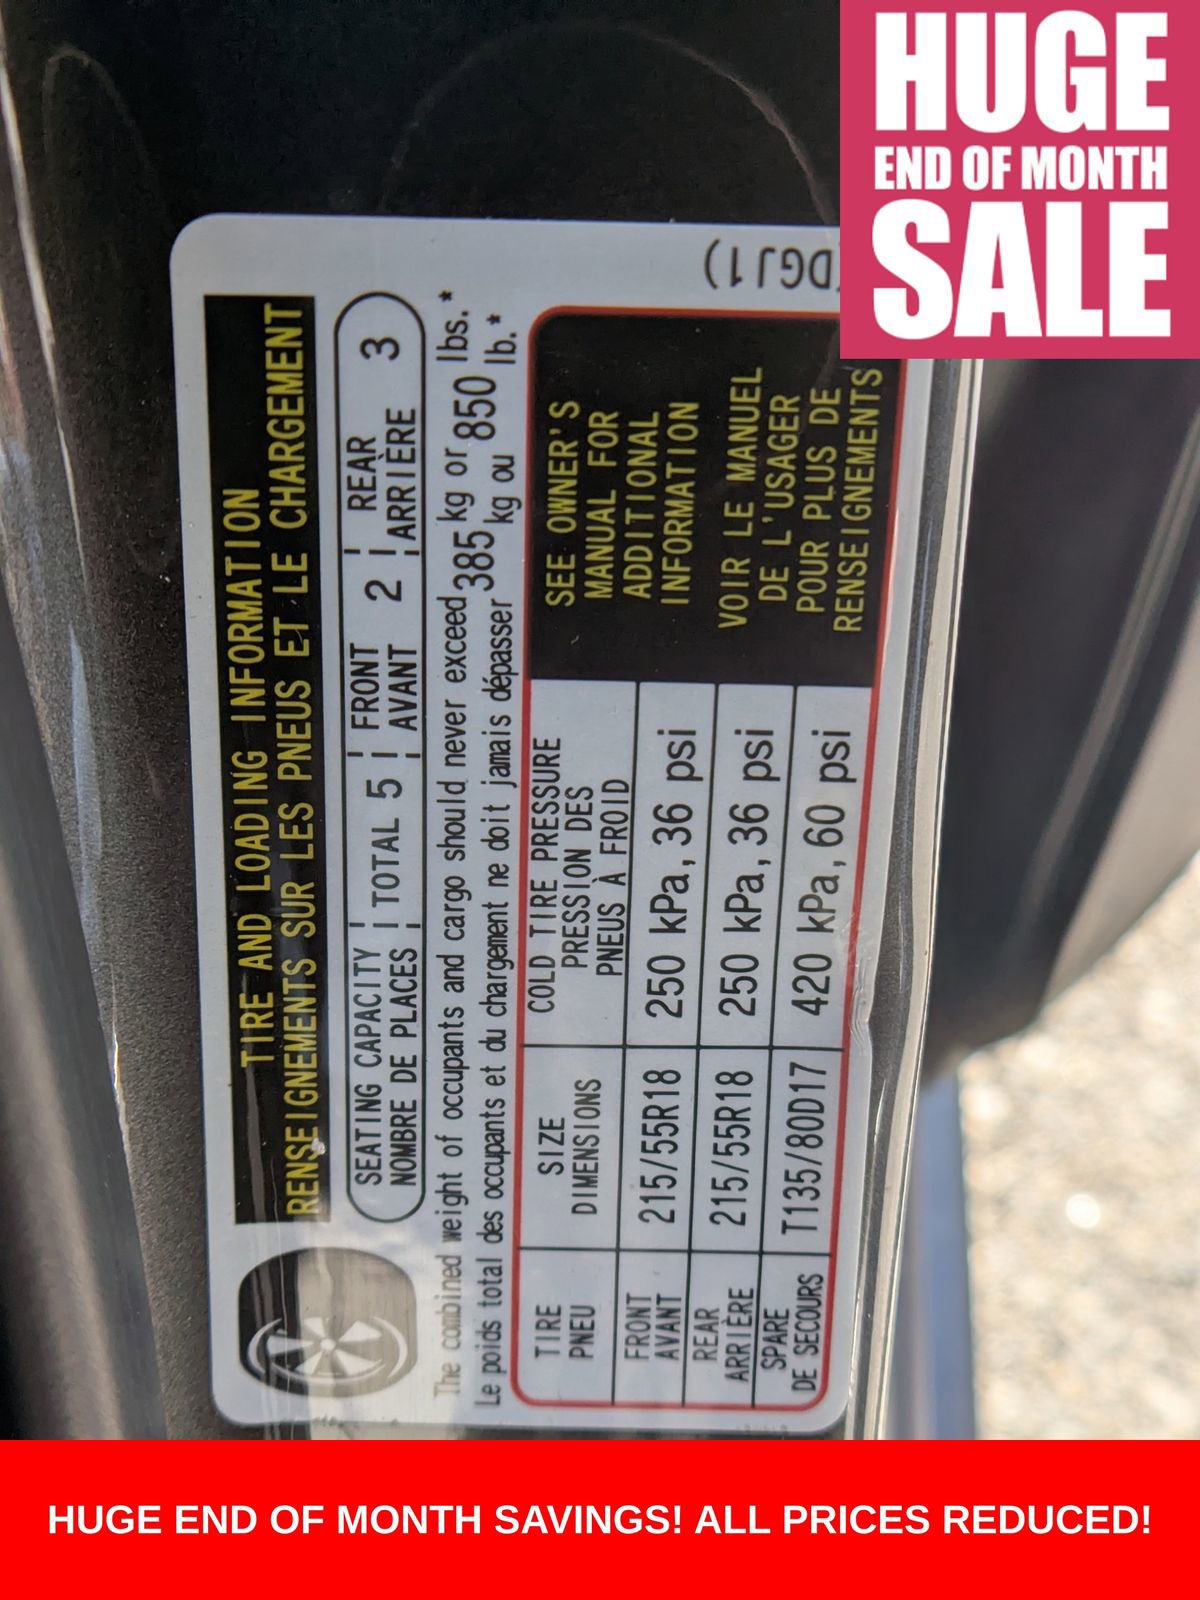 HUGE
END OF MONTH
SALE
TIRE AND LOADING INFORMATION
RENSEIGNEMENTS SUR LES PNEUS ET LE CHARGEMENT
SEATING CAPACITY
NOMBRE DE PLACES
TOTAL 5
FRONT
AVANT
2
REAR
ARRIÈRE
3
The combined weight of occupants and cargo should never exceed 385 kg or 850 lbs.*
Le poids total des occupants et du chargement ne doit jamais dépasser 385 kg ou 850 lb.*
TIRE
PNEU
SIZE
DIMENSIONS
COLD TIRE PRESSURE
PRESSION DES
PNEUS À FROID
FRONT
AVANT
215/55R18
250 kPa, 36 psi
REAR
ARRIÈRE
215/55R18
250 kPa, 36 psi
SPARE
DE SECOURS
T135/80D17
420 kPa, 60 psi
SEE OWNER'S
MANUAL FOR
ADDITIONAL
INFORMATION
VOIR LE MANUEL
DE L'USAGER
POUR PLUS DE
RENSEIGNEMENTS
DGJ1)
HUGE END OF MONTH SAVINGS! ALL PRICES REDUCED!